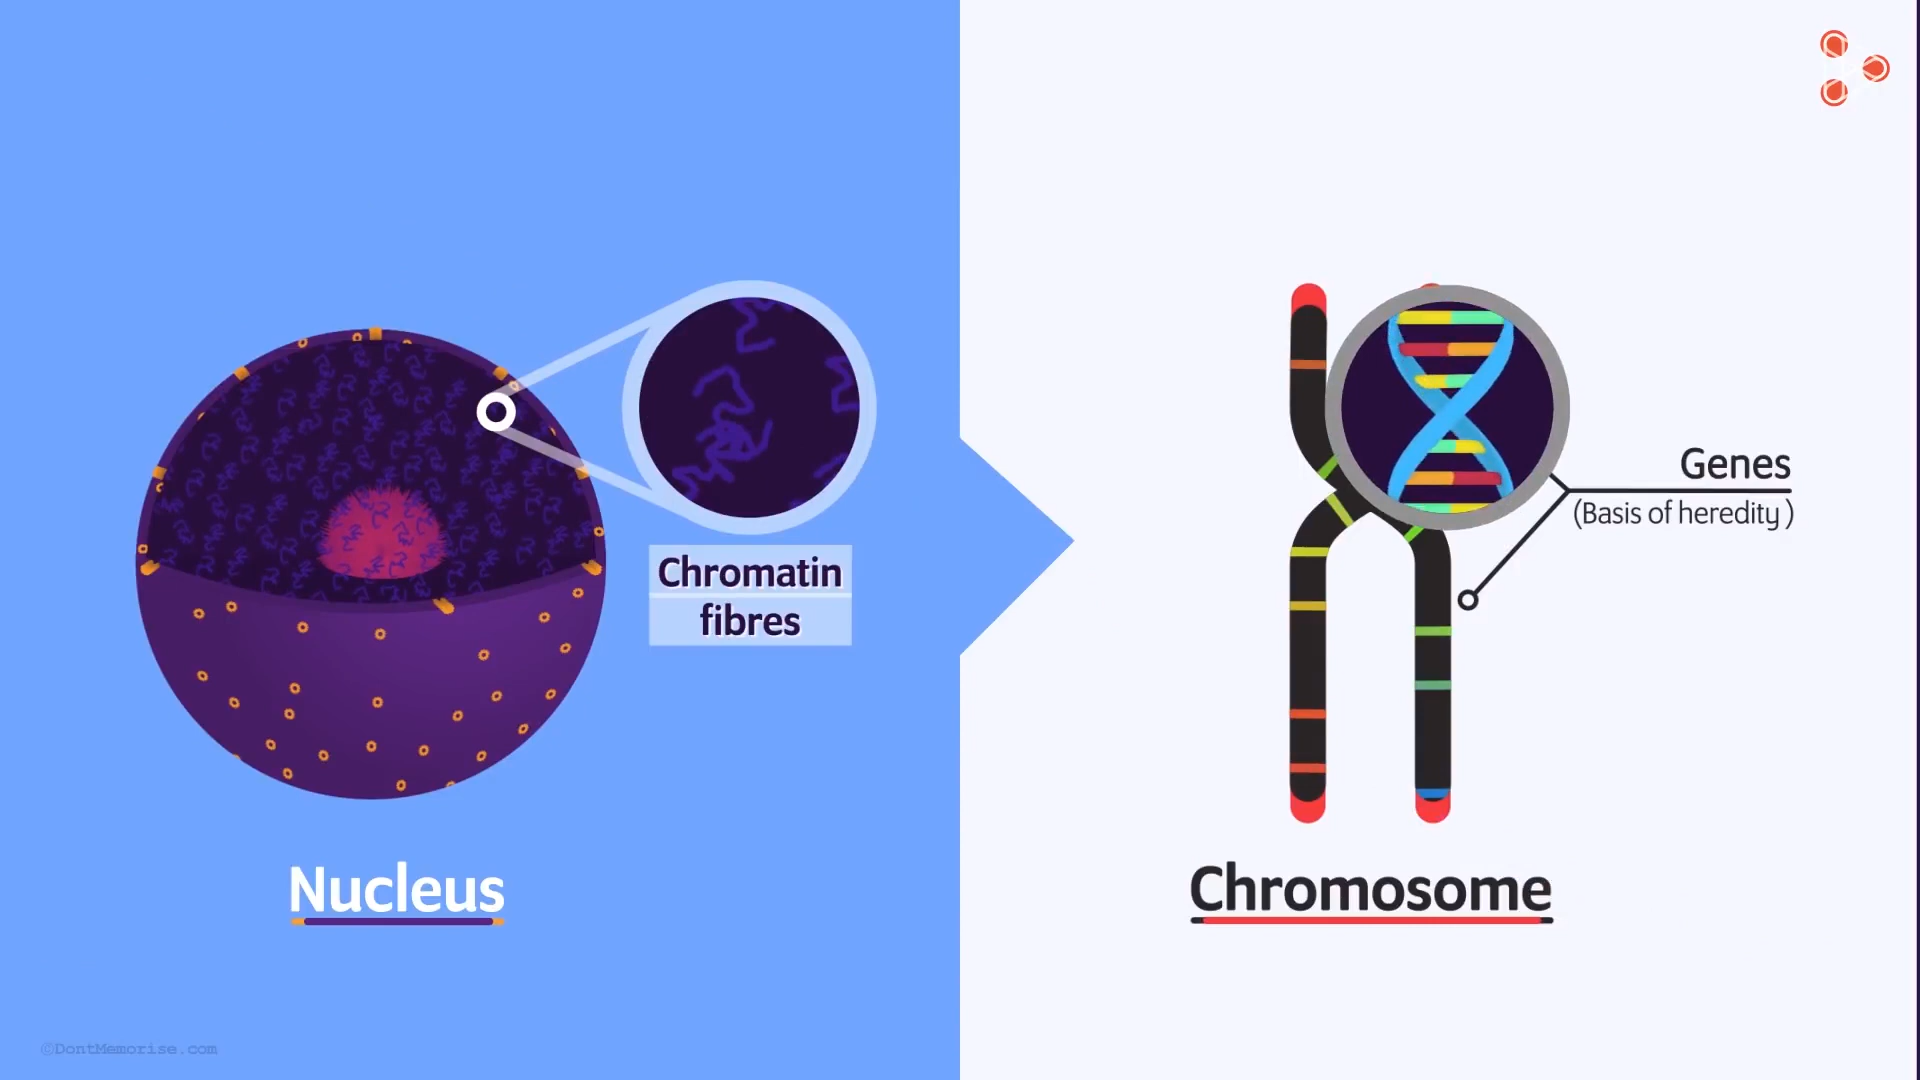 Chromatin
fibres
Nucleus
Genes
(Basis of heredity )
Chromosome
©DontMemorise.com